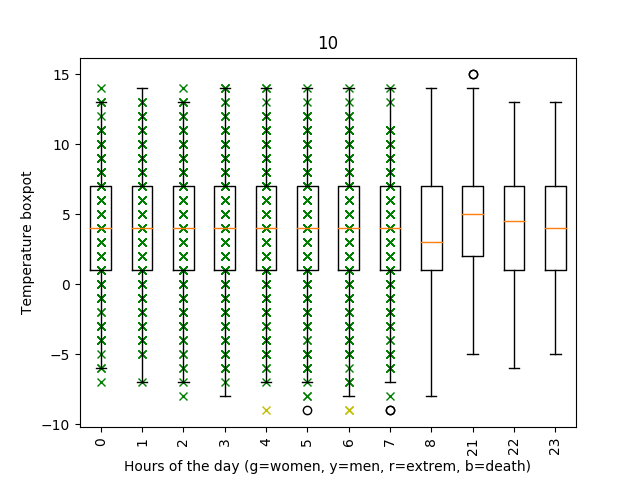 10
Temperature boxpot
15
10
5
0
−5
−10
0 1 2 3 4 5 6 7 8 21 22 23
Hours of the day (g=women, y=men, r=extrem, b=death)